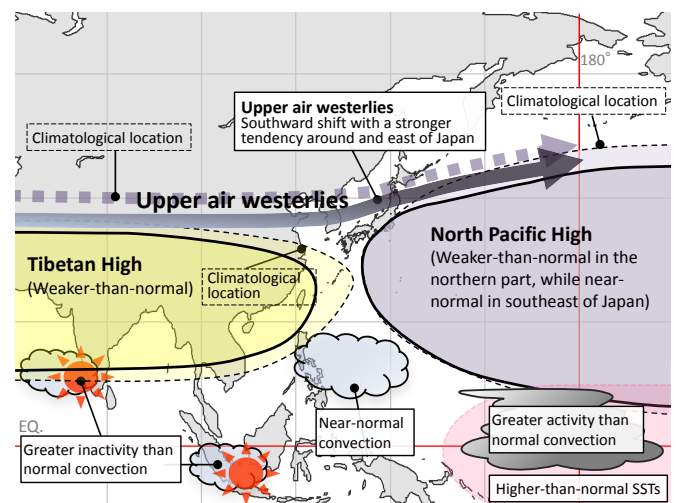 180°
Upper air westerlies
Southward shift with a stronger
tendency around and east of Japan
Climatological location
Climatological location
Upper air westerlies
Tibetan High
(Weaker-than-normal)
Climatological
location
North Pacific High
(Weaker-than-normal in the
northern part, while near-
normal in southeast of Japan)
EQ.
Greater inactivity than
normal convection
Near-normal
convection
Greater activity than
normal convection
Higher-than-normal SSTs